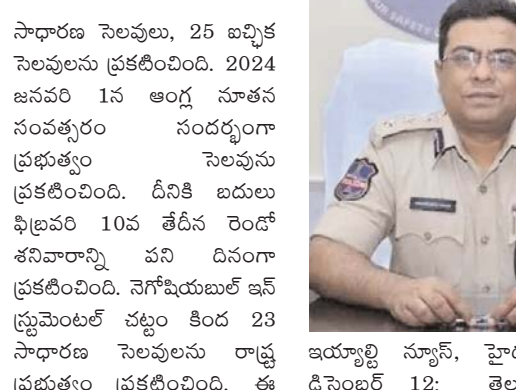 సాధారణ సెలవులు, 25 ఐచ్ఛిక
సెలవులను ప్రకటించింది. 2024
జనవరి 1న ఆంగ్ల నూతన
సంవత్సరం సందర్భంగా
ప్రభుత్వం సెలవును
ప్రకటించింది. దీనికి బదులు
ఫిబ్రవరి 10వ తేదీన రెండో
శనివారాన్ని పని దినంగా
ప్రకటించింది. నెగోషియబుల్ ఇన్
స్ట్రుమెంటల్ చట్టం కింద 23
సాధారణ సెలవులను రాష్ట్ర
ప్రభుత్వం ప్రకటించింది. ఈ
ఇయ్యాల్టి న్యూస్,
డిసెంబర్ 12: